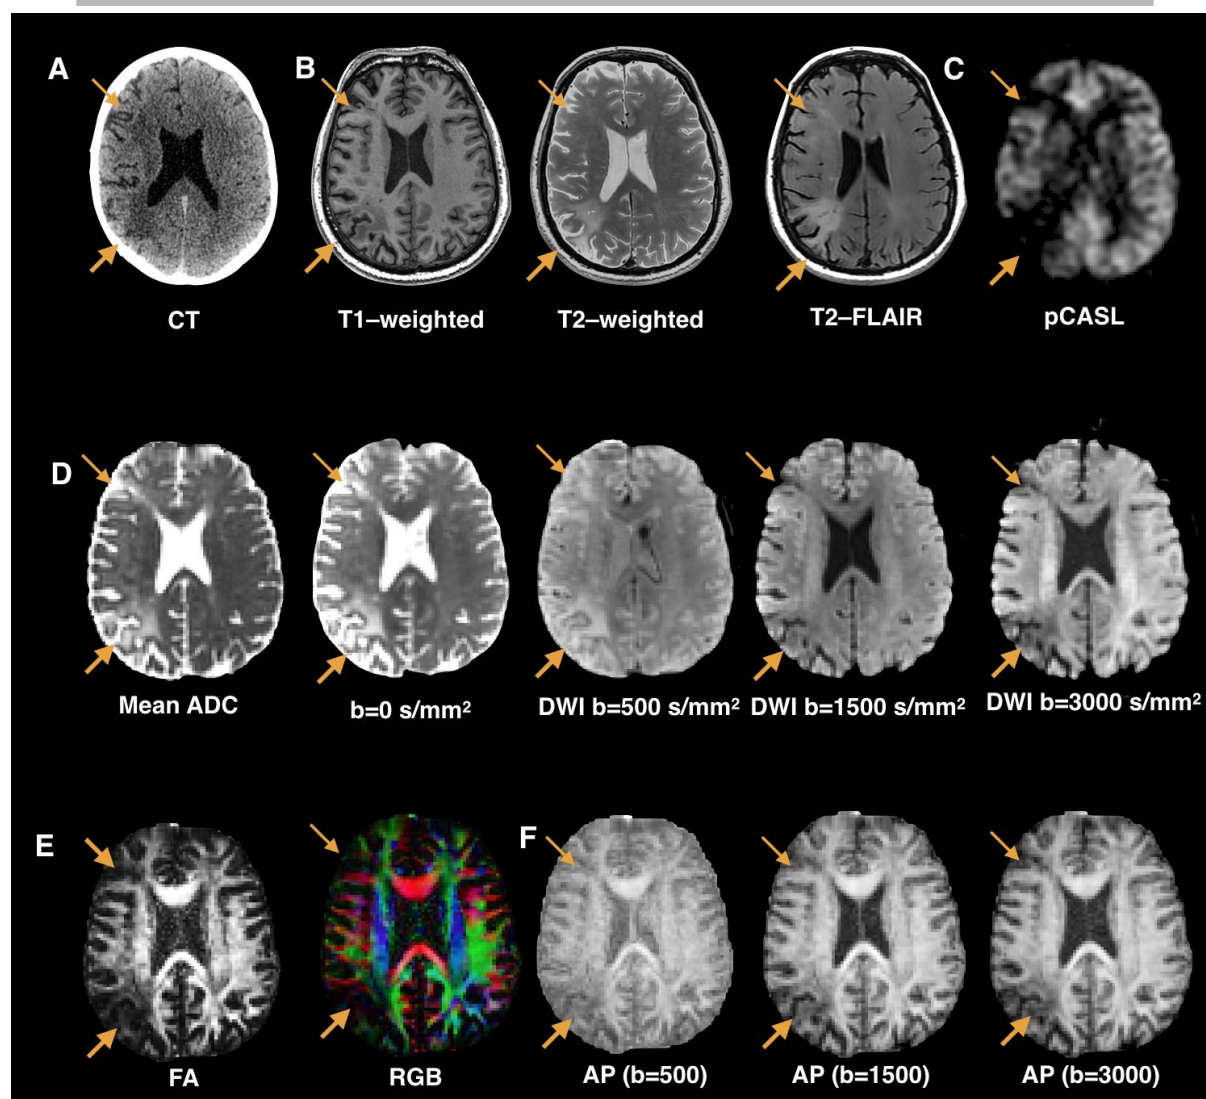 A
B
C
CT
T1–weighted
T2–weighted
T2–FLAIR
pCASL
D
Mean ADC
b=0 s/mm²
DWI b=500 s/mm²
DWI b=1500 s/mm²
DWI b=3000 s/mm²
E
F
FA
RGB
AP (b=500)
AP (b=1500)
AP (b=3000)